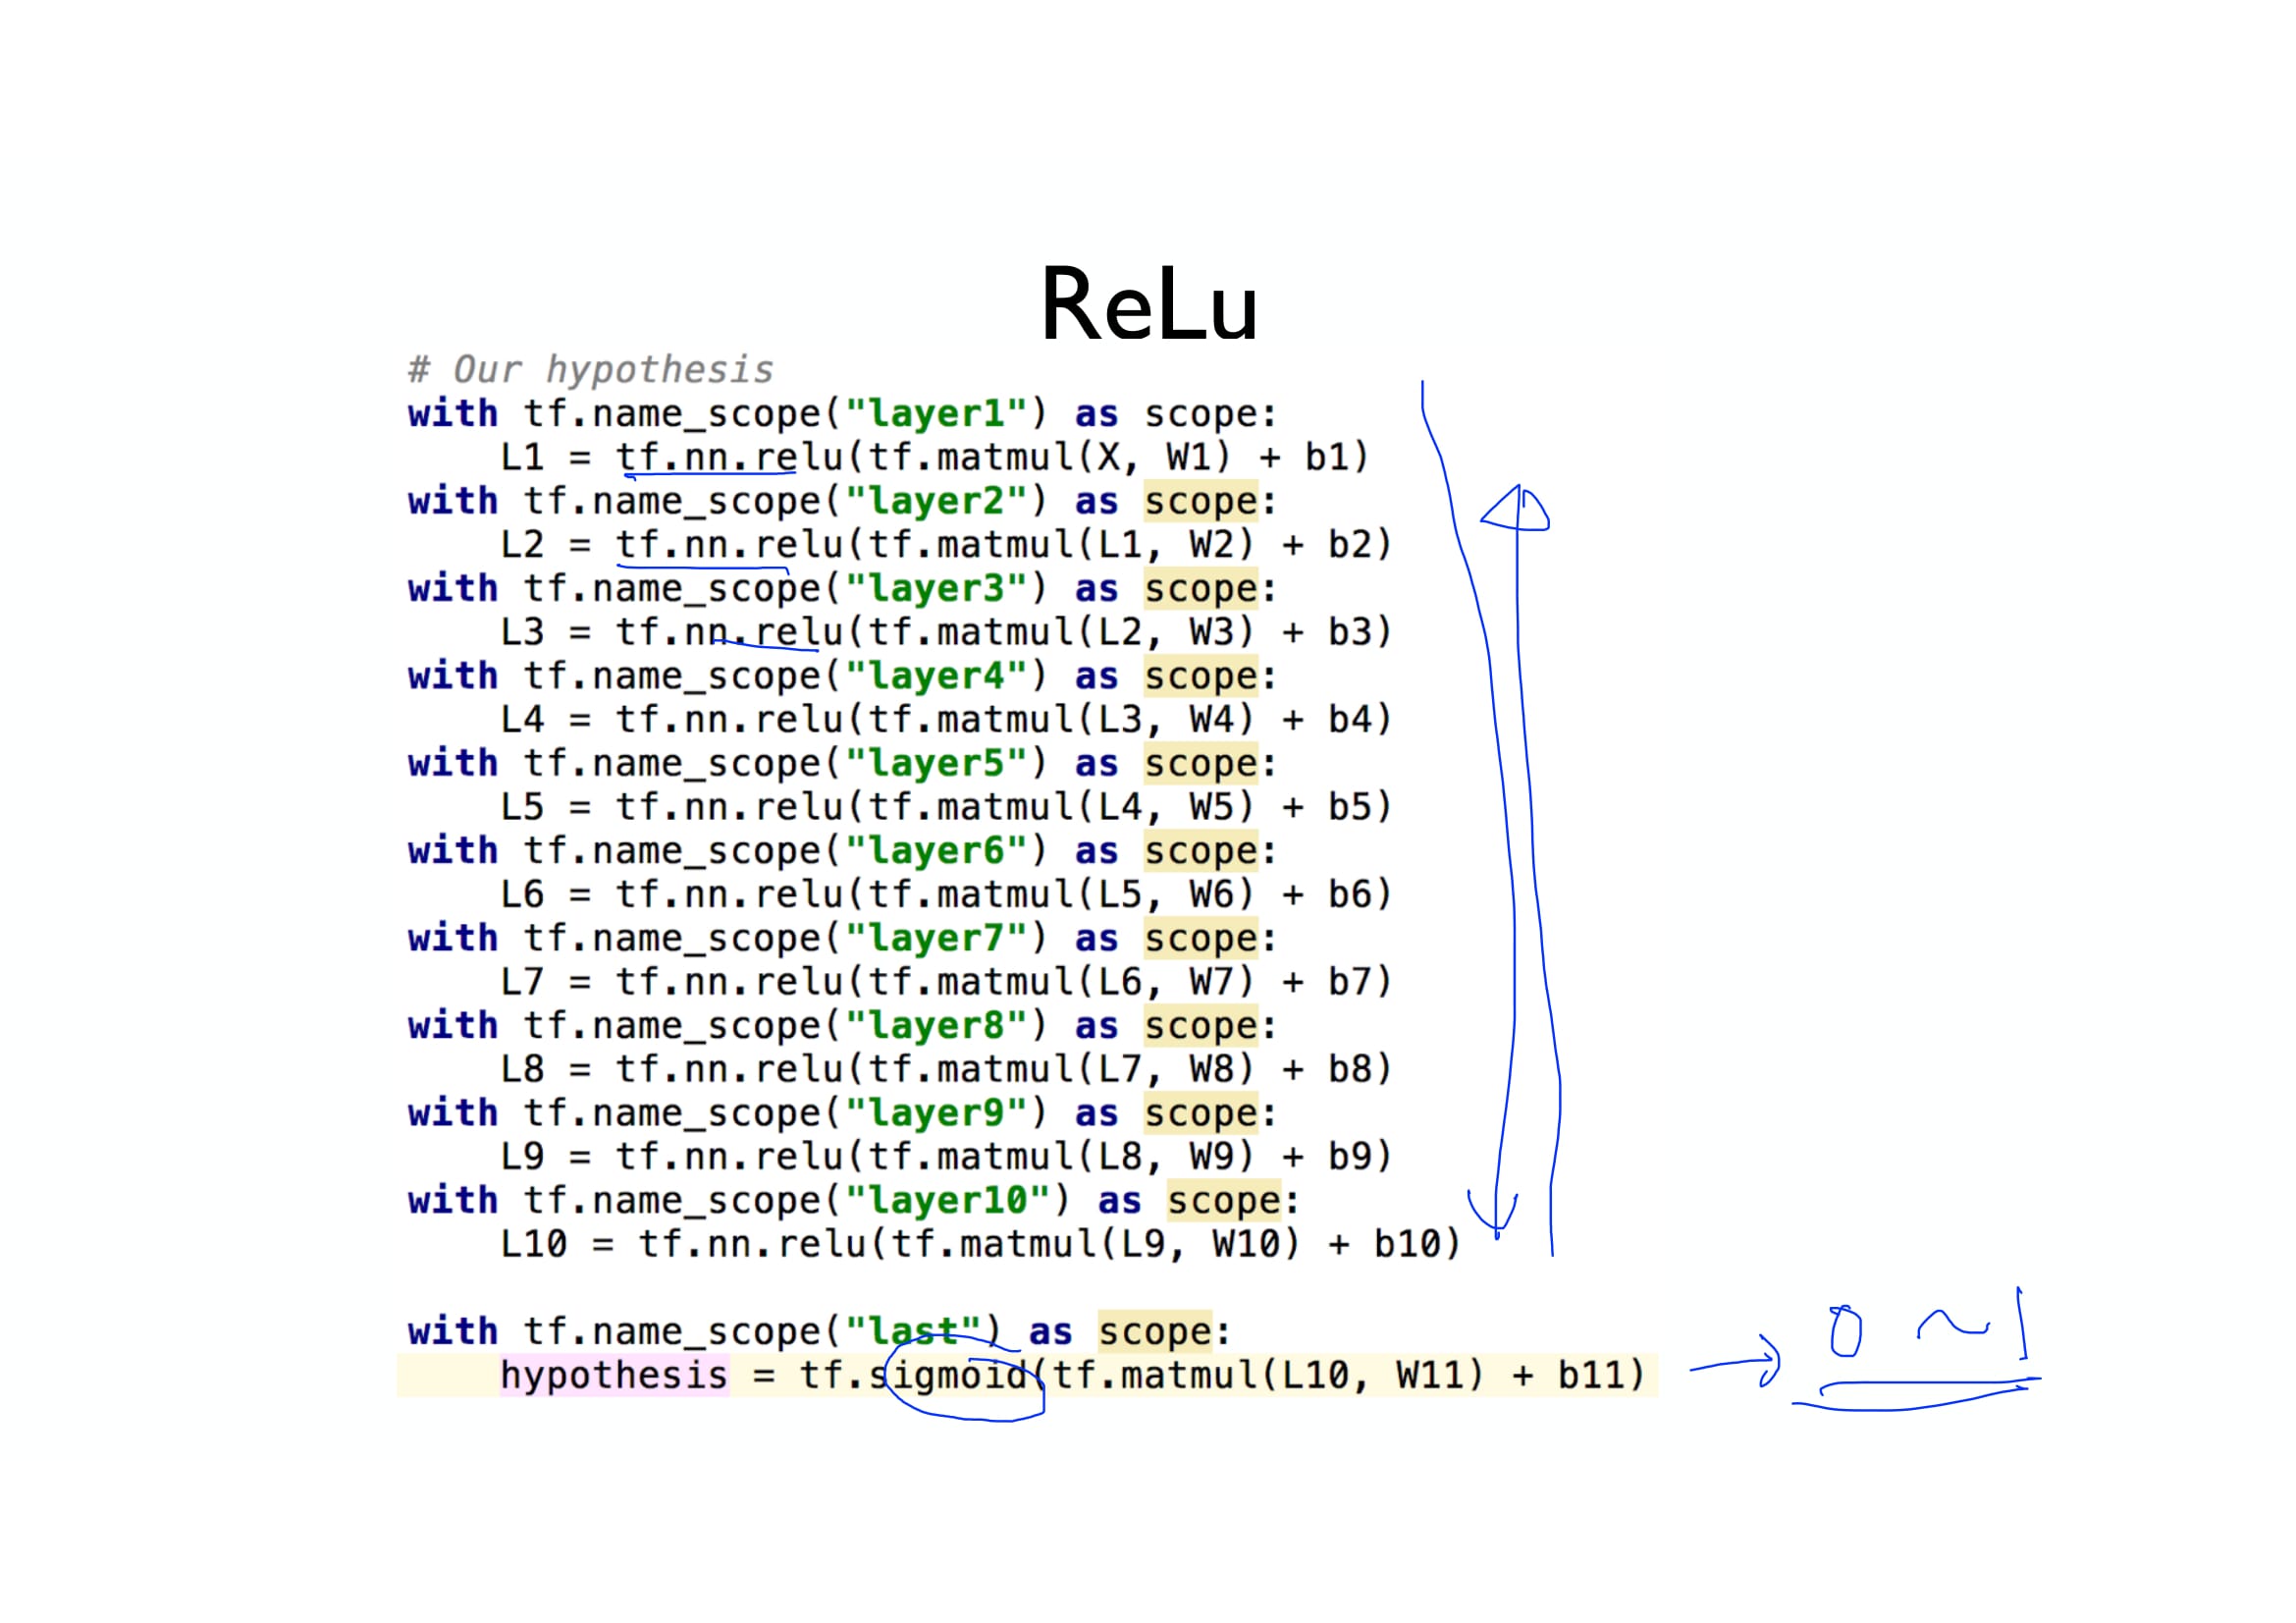 ReLu
# Our hypothesis
with tf.name_scope("layer1") as scope:
    L1 = tf.nn.relu(tf.matmul(X, W1) + b1)
with tf.name_scope("layer2") as scope:
    L2 = tf.nn.relu(tf.matmul(L1, W2) + b2)
with tf.name_scope("layer3") as scope:
    L3 = tf.nn.relu(tf.matmul(L2, W3) + b3)
with tf.name_scope("layer4") as scope:
    L4 = tf.nn.relu(tf.matmul(L3, W4) + b4)
with tf.name_scope("layer5") as scope:
    L5 = tf.nn.relu(tf.matmul(L4, W5) + b5)
with tf.name_scope("layer6") as scope:
    L6 = tf.nn.relu(tf.matmul(L5, W6) + b6)
with tf.name_scope("layer7") as scope:
    L7 = tf.nn.relu(tf.matmul(L6, W7) + b7)
with tf.name_scope("layer8") as scope:
    L8 = tf.nn.relu(tf.matmul(L7, W8) + b8)
with tf.name_scope("layer9") as scope:
    L9 = tf.nn.relu(tf.matmul(L8, W9) + b9)
with tf.name_scope("layer10") as scope:
    L10 = tf.nn.relu(tf.matmul(L9, W10) + b10)
with tf.name_scope("last") as scope:
    hypothesis = tf.sigmoid(tf.matmul(L10, W11) + b11)
0 ~ 1